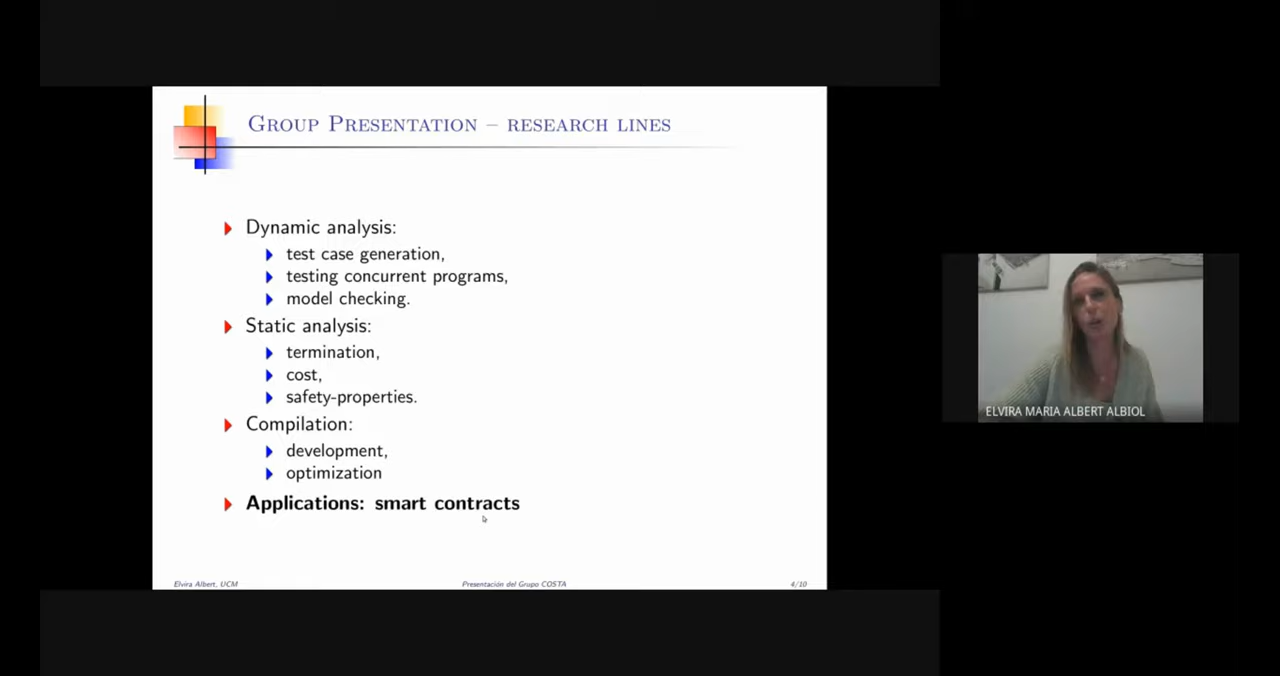 GROUP PRESENTATION – RESEARCH LINES
Dynamic analysis:
test case generation,
testing concurrent programs,
model checking.
Static analysis:
termination,
cost,
safety-properties.
Compilation:
development,
optimization
Applications: smart contracts
Elvira Albert, UCM
Presentación del Grupo COSTA
4/10
ELVIRA MARIA ALBERT ALBIOL